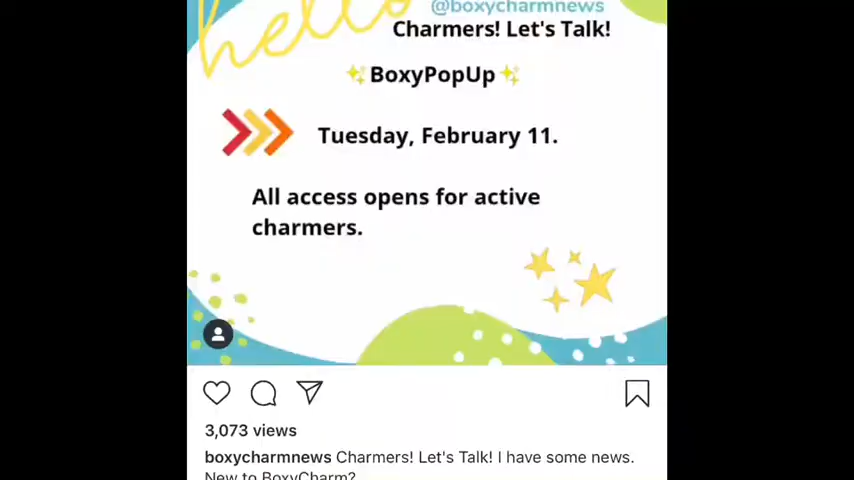 hello
@boxycharmnews
Charmers! Let's Talk!
✨BoxyPopUp✨
Tuesday, February 11.
All access opens for active
charmers.
3,073 views
boxycharmnews Charmers! Let's Talk! I have some news.
New to BoxyCharm?